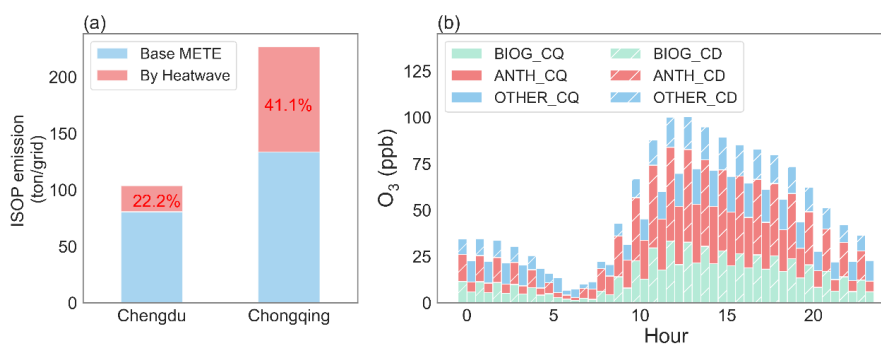 (a)
ISOP emission
(ton/grid)
200
150
100
50
0
Base METE
By Heatwave
41.1%
22.2%
Chengdu
Chongqing
(b)
O₃ (ppb)
125
100
75
50
25
0
BIOG_CQ
BIOG_CD
ANTH_CQ
ANTH_CD
OTHER_CQ
OTHER_CD
0
5
10
15
20
Hour